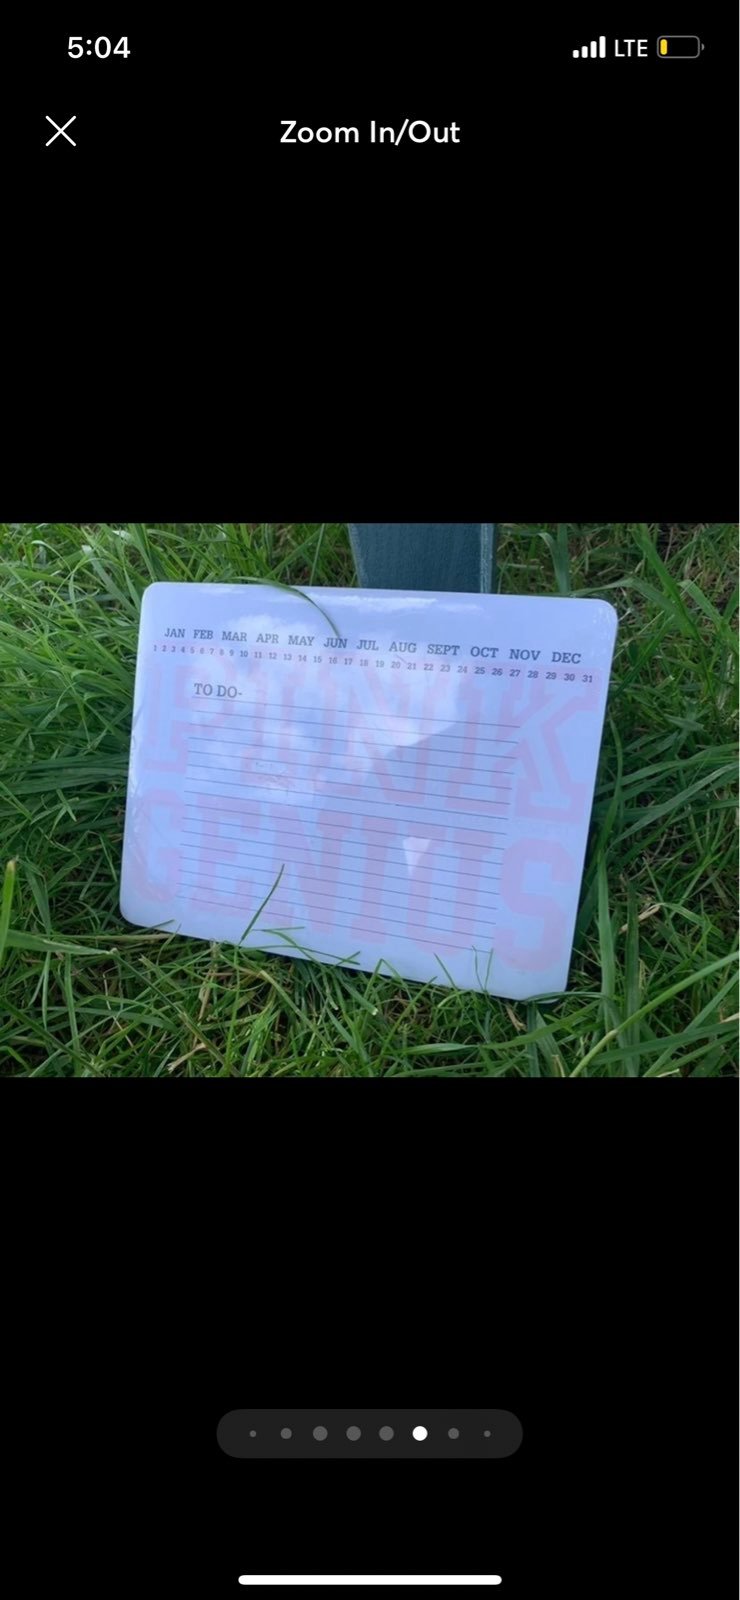 5:04 LTE
Zoom In/Out
JAN FEB MAR APR MAY JUN JUL AUG SEPT OCT NOV DEC
1 2 3 4 5 6 7 8 9 10 11 12 13 14 15 16 17 18 19 20 21 22 23 24 25 26 27 28 29 30 31
TO DO-
PINK
GENIUS